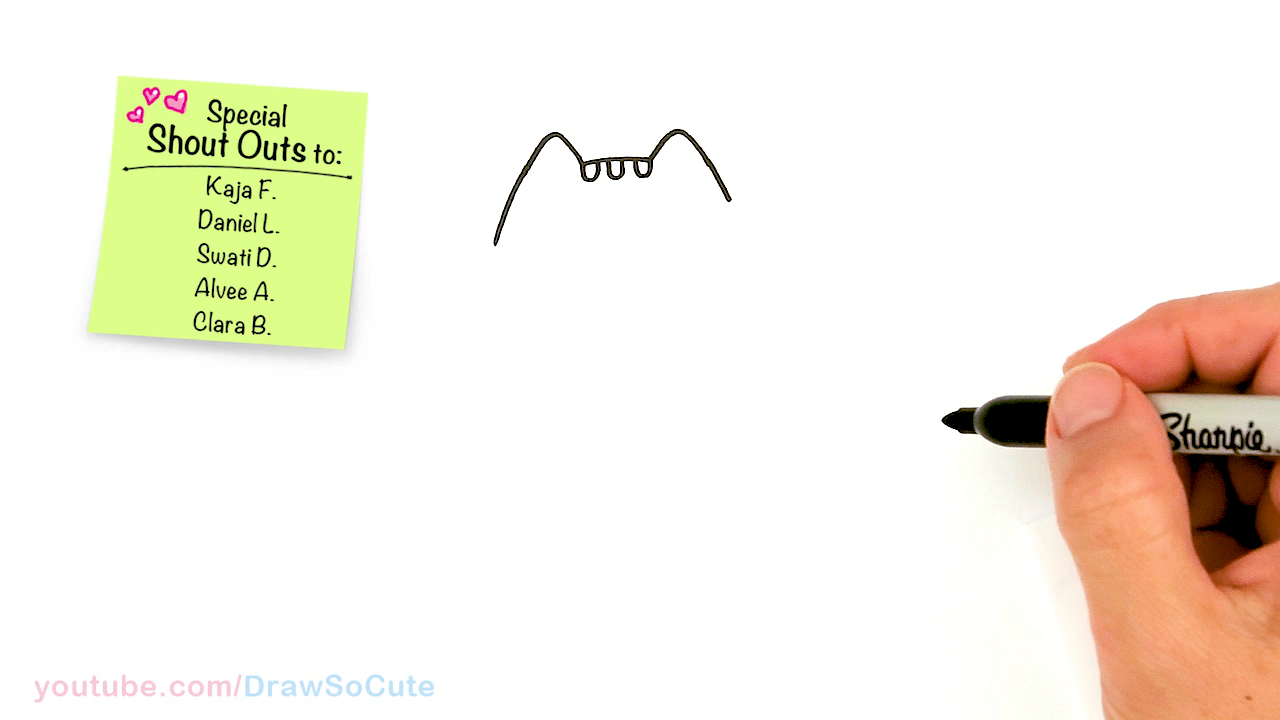 Special
Shout Outs to:
Kaja F.
Daniel L.
Swati D.
Alvee A.
Clara B.
Sharpie
youtube.com/DrawSoCute